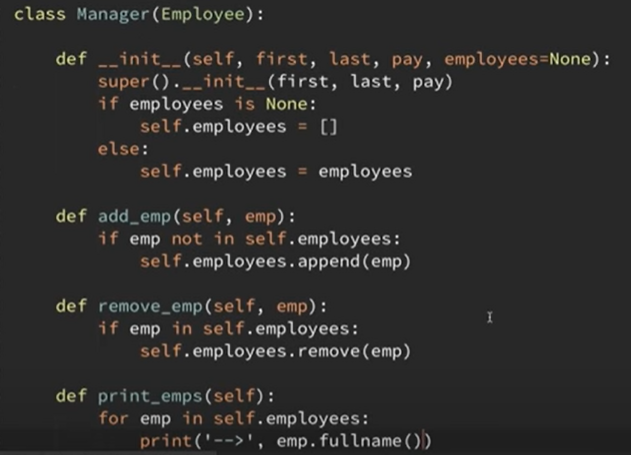 class Manager(Employee):
def __init__(self, first, last, pay, employees=None):
super().__init__(first, last, pay)
if employees is None:
self.employees = []
else:
self.employees = employees
def add_emp(self, emp):
if emp not in self.employees:
self.employees.append(emp)
def remove_emp(self, emp):
if emp in self.employees:
self.employees.remove(emp)
def print_emps(self):
for emp in self.employees:
print('-->', emp.fullname())